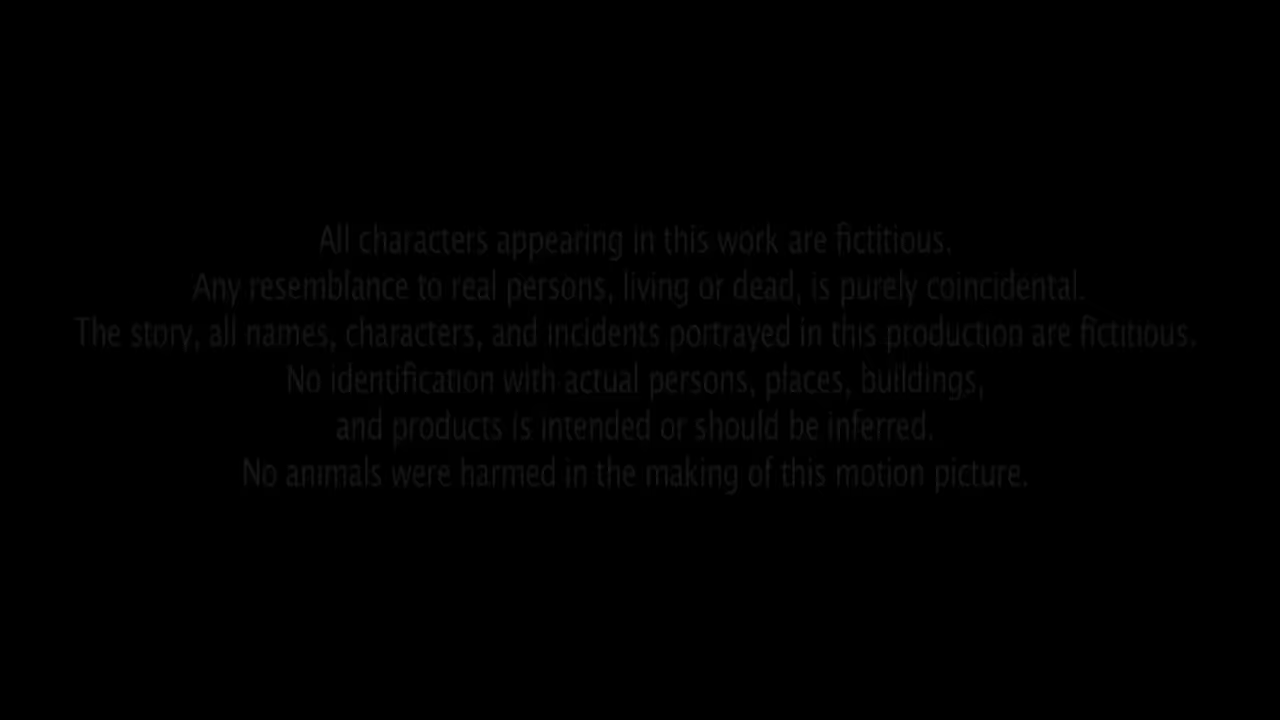 All characters appearing in this work are fictitious.
Any resemblance to real persons, living or dead, is purely coincidental.
The story, all names, characters, and incidents portrayed in this production are fictitious.
No identification with actual persons, places, buildings,
and products is intended or should be inferred.
No animals were harmed in the making of this motion picture.